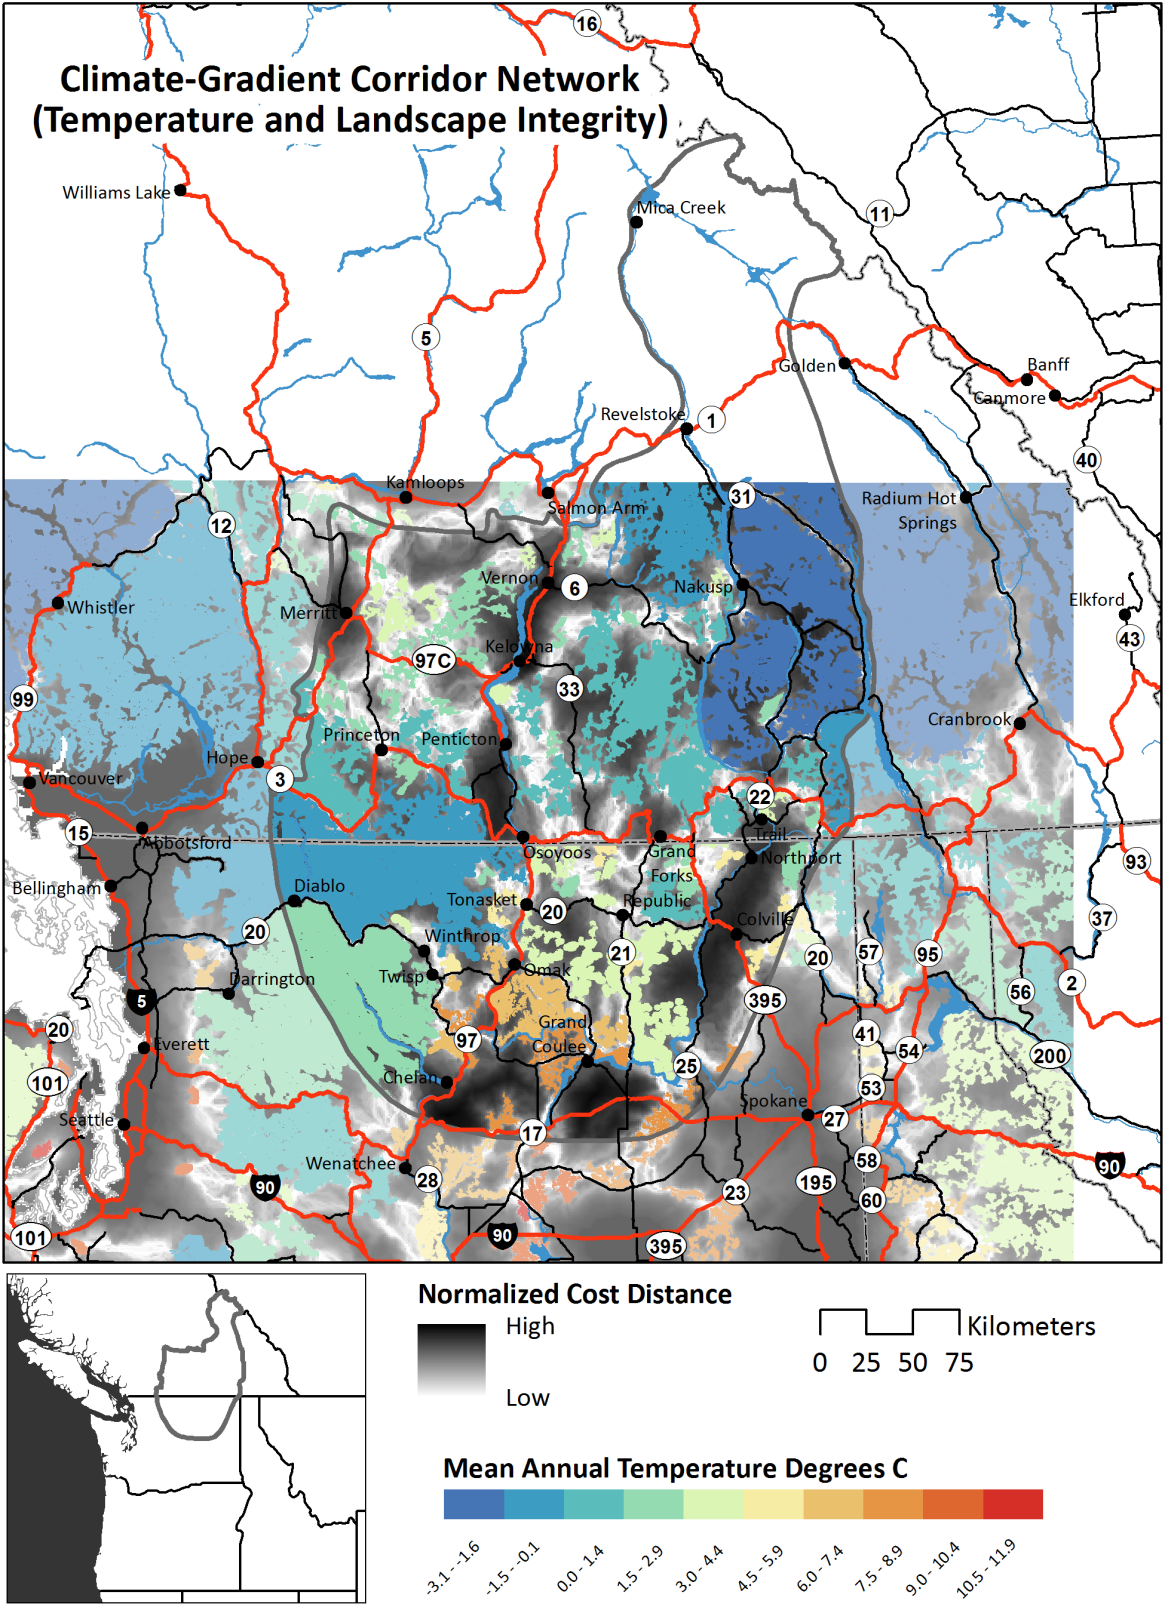 16
Climate-Gradient Corridor Network
(Temperature and Landscape Integrity)
Williams Lake
Mica Creek
11
5
Golden
Banff
Canmore
Revelstoke
1
40
Kamloops
Salmon Arm
31
Radium Hot
Springs
12
Vernon
6
Nakusp
Whistler
Merritt
Elkford
43
Kelowna
97C
33
99
Cranbrook
Princeton
Penticton
Hope
3
Vancouver
22
15
Trail
Abbotsford
Osoyoos
Grand
Forks
Northport
93
Bellingham
Diablo
Tonasket
20
Republic
37
Colville
20
Winthrop
21
20
57
95
Twisp
Omak
Darrington
2
56
5
395
20
Grand
Coulee
97
41
Everett
54
200
25
101
Chelan
53
Spokane
Seattle
27
17
Wenatchee
58
90
28
90
195
23
60
101
90
395
Normalized Cost Distance
High
Low
Kilometers
0 25 50 75
Mean Annual Temperature Degrees C
-3.1 - -1.6
-1.5 - -0.1
0.0 - 1.4
1.5 - 2.9
3.0 - 4.4
4.5 - 5.9
6.0 - 7.4
7.5 - 8.9
9.0 - 10.4
10.5 - 11.9